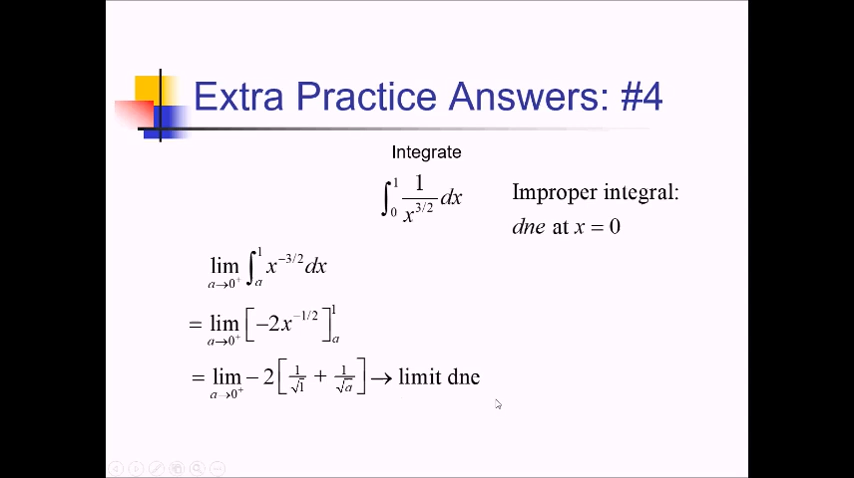 Extra Practice Answers: #4
Integrate
∫₀¹ 1/x^{3/2} dx
Improper integral:
dne at x = 0
lim_{a→0⁺} ∫ₐ¹ x^{−3/2} dx
= lim_{a→0⁺} [−2x^{−1/2}]ₐ¹
= lim_{a→0⁺} −2[1/√1 + 1/√a] → limit dne